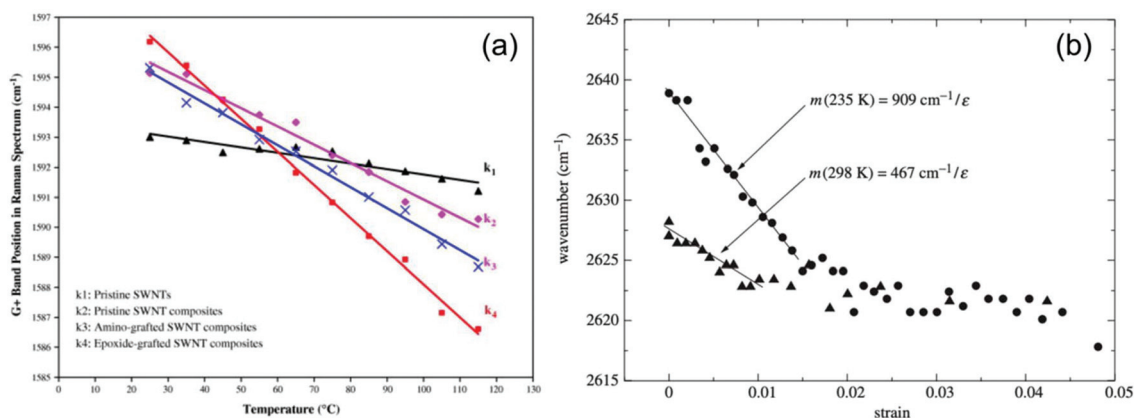 (a)
G+ Band Position in Raman Spectrum (cm⁻¹)
1597
1596
1595
1594
1593
1592
1591
1590
1589
1588
1587
1586
1585
k₁
k₂
k₃
k₄
k1: Pristine SWNTs
k2: Pristine SWNT composites
k3: Amino-grafted SWNT composites
k4: Epoxide-grafted SWNT composites
20 30 40 50 60 70 80 90 100 110 120 130
Temperature (°C)
(b)
wavenumber (cm⁻¹)
2645
2640
2635
2630
2625
2620
2615
m(235 K) = 909 cm⁻¹/ε
m(298 K) = 467 cm⁻¹/ε
0 0.01 0.02 0.03 0.04 0.05
strain